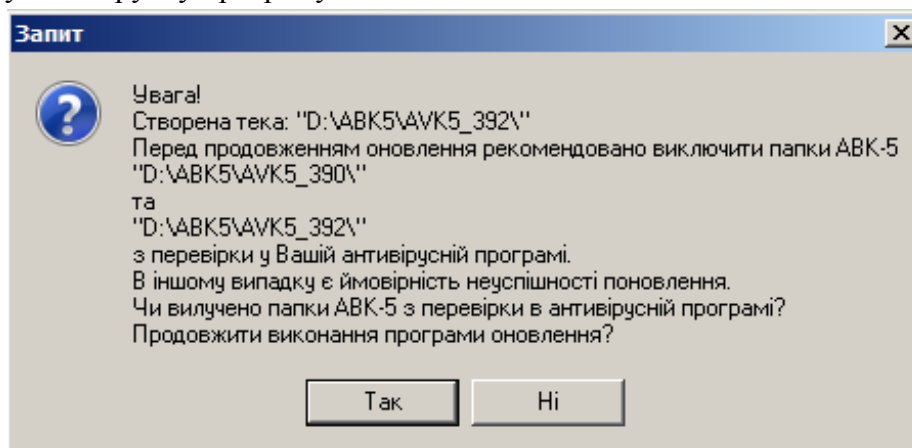 Запит
Увага!
Створена тека: "D:\ABK5\AVK5_392\"
Перед продовженням оновлення рекомендовано виключити папки АВК-5
"D:\ABK5\AVK5_390\"
та
"D:\ABK5\AVK5_392\"
з перевірки у Вашій антивірусній програмі.
В іншому випадку є ймовірність неуспішності поновлення.
Чи вилучено папки АВК-5 з перевірки в антивірусній програмі?
Продовжити виконання програми оновлення?
Так Ні